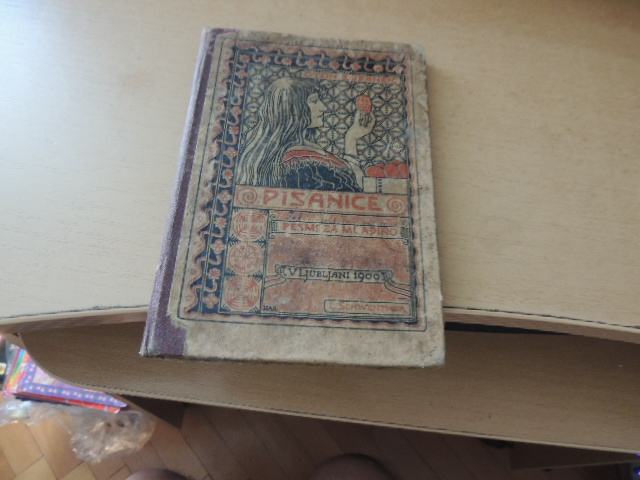 PISANICE
PESMI ZA MLADINO
V LJUBLJANI 1900